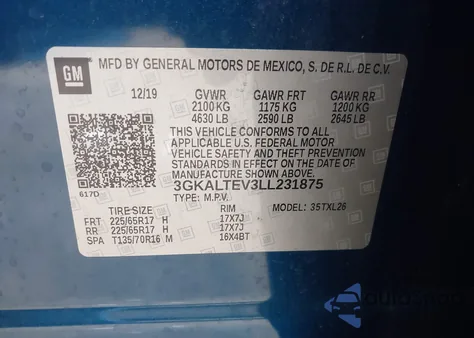 GM
MFD BY GENERAL MOTORS DE MEXICO, S. DE R.L. DE C.V.
12/19 GVWR GAWR FRT GAWR RR
2100 KG 1175 KG 1200 KG
4630 LB 2590 LB 2645 LB
THIS VEHICLE CONFORMS TO ALL
APPLICABLE U.S. FEDERAL MOTOR
VEHICLE SAFETY, BUMPER, AND THEFT
PREVENTION STANDARDS IN EFFECT ON
THE DATE OF MANUFACTURE SHOWN ABOVE.
617D
3GKALTEV3LL231875
TYPE: M.P.V. MODEL: 35TXL26
TIRE SIZE RIM
FRT 225/65R17 H 17X7J
RR 225/65R17 H 17X7J
SPA T135/70R16 M 16X4BT